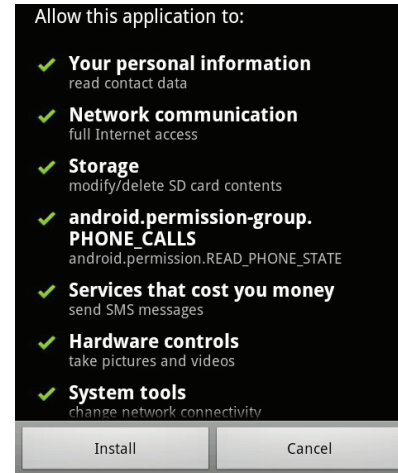 Allow this application to:
Your personal information
read contact data
Network communication
full Internet access
Storage
modify/delete SD card contents
android.permission-group.
PHONE_CALLS
android.permission.READ_PHONE_STATE
Services that cost you money
send SMS messages
Hardware controls
take pictures and videos
System tools
change network connectivity
Install
Cancel